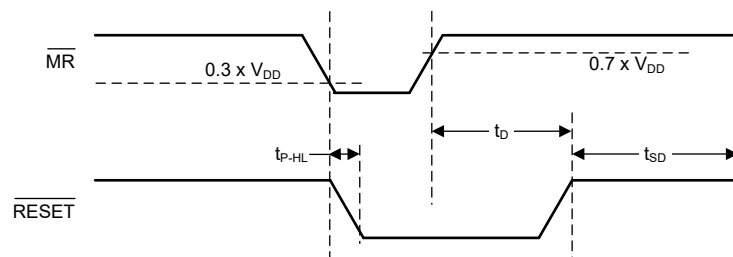 MR
0.3 x VDD
0.7 x VDD
tD
tP-HL
tSD
RESET